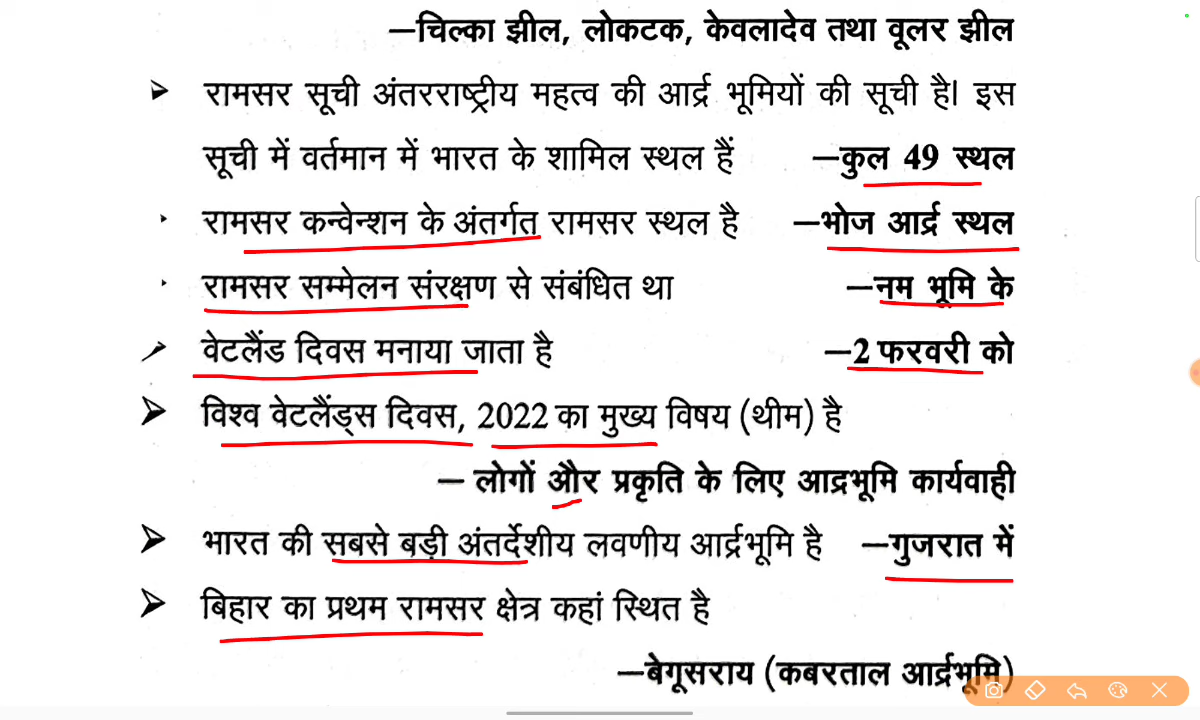 —चिल्का झील, लोकटक, केवलादेव तथा वूलर झील
रामसर सूची अंतरराष्ट्रीय महत्व की आर्द्र भूमियों की सूची है। इस
सूची में वर्तमान में भारत के शामिल स्थल हैं —कुल 49 स्थल
रामसर कन्वेन्शन के अंतर्गत रामसर स्थल है —भोज आर्द्र स्थल
रामसर सम्मेलन संरक्षण से संबंधित था —नम भूमि के
वेटलैंड दिवस मनाया जाता है —2 फरवरी को
विश्व वेटलैंड्स दिवस, 2022 का मुख्य विषय (थीम) है
— लोगों और प्रकृति के लिए आद्रभूमि कार्यवाही
भारत की सबसे बड़ी अंतर्देशीय लवणीय आर्द्रभूमि है —गुजरात में
बिहार का प्रथम रामसर क्षेत्र कहां स्थित है
—बेगूसराय (कबरताल आर्द्रभूमि)